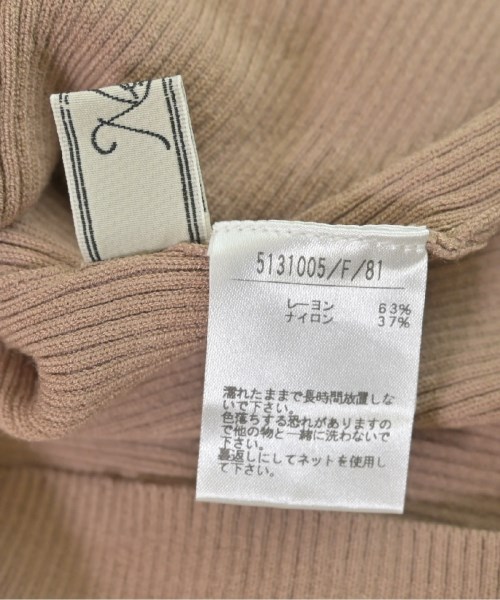 5131005/F/81
レーヨン 63%
ナイロン 37%
濡れたままで長時間放置しな
いで下さい。
色落ちする恐れがありますの
で他の物と一緒に洗わないで
下さい。
裏返しにしてネットを使用し
て下さい。